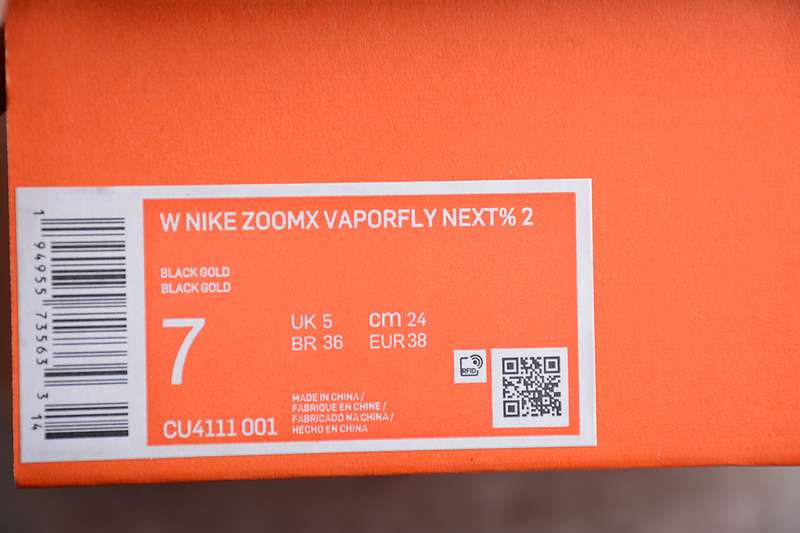 W NIKE ZOOMX VAPORFLY NEXT% 2
BLACK GOLD
BLACK GOLD
7
UK 5 cm 24
BR 36 EUR 38
RFID
MADE IN CHINA /
FABRIQUE EN CHINE /
FABRICADO NA CHINA /
HECHO EN CHINA
CU4111 001
1 94955 73563 3 14